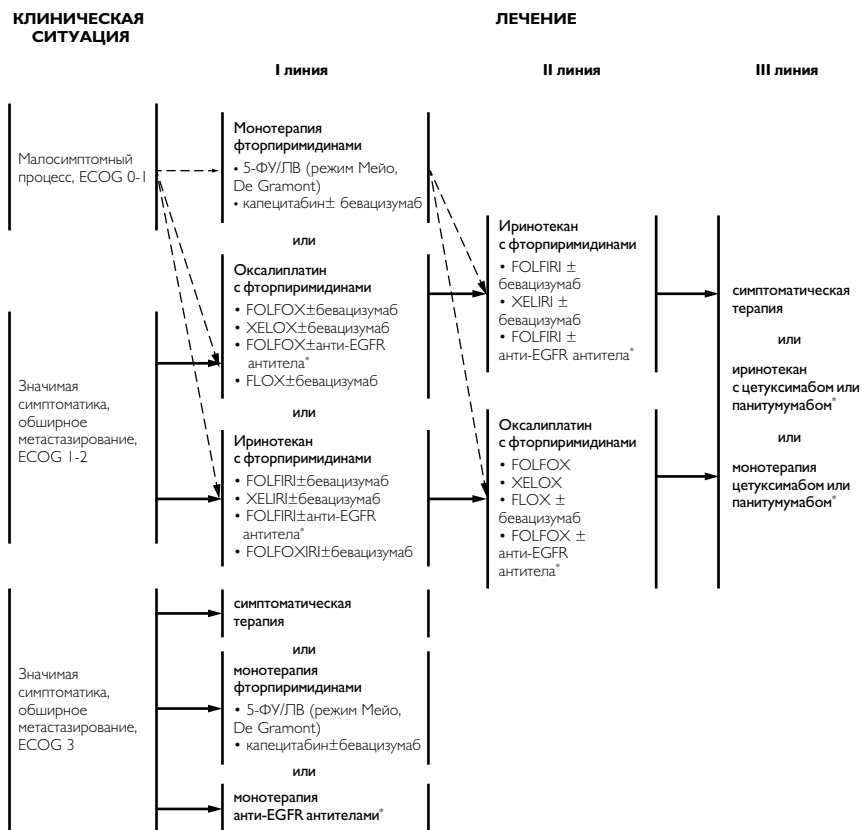 КЛИНИЧЕСКАЯ
СИТУАЦИЯ
ЛЕЧЕНИЕ
I линия
II линия
III линия
Малосимптомный
процесс, ECOG 0-1
Значимая
симптоматика,
обширное
метастазирование,
ECOG 1-2
Значимая
симптоматика,
обширное
метастазирование,
ECOG 3
Монотерапия
фторпиримидинами
• 5-ФУ/ЛВ (режим Мейо,
De Gramont)
• капецитабин± бевацизумаб
или
Оксалиплатин
с фторпиримидинами
• FOLFOX±бевацизумаб
• XELOX±бевацизумаб
• FOLFOX±анти-EGFR
антитела*
• FLOX±бевацизумаб
или
Иринотекан
с фторпиримидинами
• FOLFIRI±бевацизумаб
• XELIRI±бевацизумаб
• FOLFIRI±анти-EGFR
антитела*
• FOLFOXIRI±бевацизумаб
симптоматическая
терапия
или
монотерапия
фторпиримидинами
• 5-ФУ/ЛВ (режим Мейо,
De Gramont)
• капецитабин±бевацизумаб
или
монотерапия
анти-EGFR антителами*
Иринотекан
с фторпиримидинами
• FOLFIRI ±
бевацизумаб
• XELIRI ±
бевацизумаб
• FOLFIRI ±
анти-EGFR антитела*
Оксалиплатин
с фторпиримидинами
• FOLFOX
• XELOX
• FLOX ±
бевацизумаб
• FOLFOX ±
анти-EGFR
антитела*
симптоматическая
терапия
или
иринотекан
с цетуксимабом или
панитумумабом*
или
монотерапия
цетуксимабом или
панитумумабом*